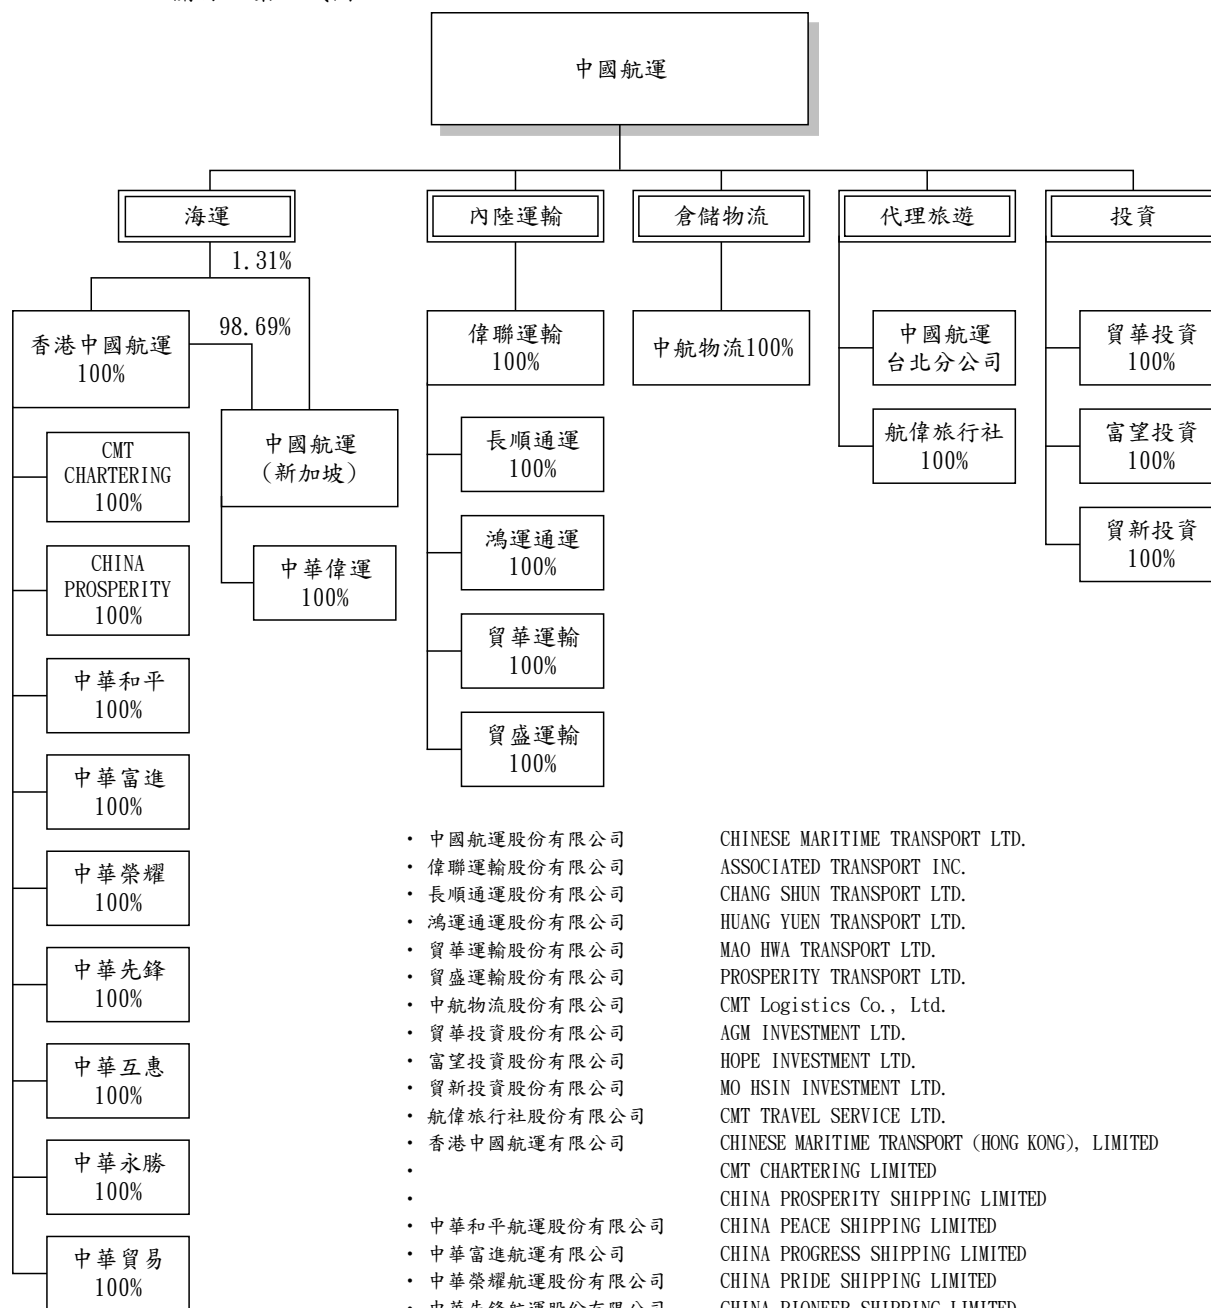 中國航運
海運
內陸運輸
倉儲物流
代理旅遊
投資
1.31%
98.69%
香港中國航運
100%
偉聯運輸
100%
中航物流100%
中國航運
台北分公司
貿華投資
100%
CMT
CHARTERING
100%
中國航運
(新加坡)
長順通運
100%
航偉旅行社
100%
富望投資
100%
CHINA
PROSPERITY
100%
中華偉運
100%
鴻運通運
100%
貿新投資
100%
中華和平
100%
貿華運輸
100%
中華富進
100%
貿盛運輸
100%
中華榮耀
100%
中華先鋒
100%
中華互惠
100%
中華永勝
100%
中華貿易
100%
• 中國航運股份有限公司 CHINESE MARITIME TRANSPORT LTD.
• 偉聯運輸股份有限公司 ASSOCIATED TRANSPORT INC.
• 長順通運股份有限公司 CHANG SHUN TRANSPORT LTD.
• 鴻運通運股份有限公司 HUANG YUEN TRANSPORT LTD.
• 貿華運輸股份有限公司 MAO HWA TRANSPORT LTD.
• 貿盛運輸股份有限公司 PROSPERITY TRANSPORT LTD.
• 中航物流股份有限公司 CMT Logistics Co., Ltd.
• 貿華投資股份有限公司 AGM INVESTMENT LTD.
• 富望投資股份有限公司 HOPE INVESTMENT LTD.
• 貿新投資股份有限公司 MO HSIN INVESTMENT LTD.
• 航偉旅行社股份有限公司 CMT TRAVEL SERVICE LTD.
• 香港中國航運有限公司 CHINESE MARITIME TRANSPORT (HONG KONG), LIMITED
• CMT CHARTERING LIMITED
• CHINA PROSPERITY SHIPPING LIMITED
• 中華和平航運股份有限公司 CHINA PEACE SHIPPING LIMITED
• 中華富進航運有限公司 CHINA PROGRESS SHIPPING LIMITED
• 中華榮耀航運股份有限公司 CHINA PRIDE SHIPPING LIMITED
• 中華先鋒航運股份有限公司 CHINA PIONEER SHIPPING LIMITED